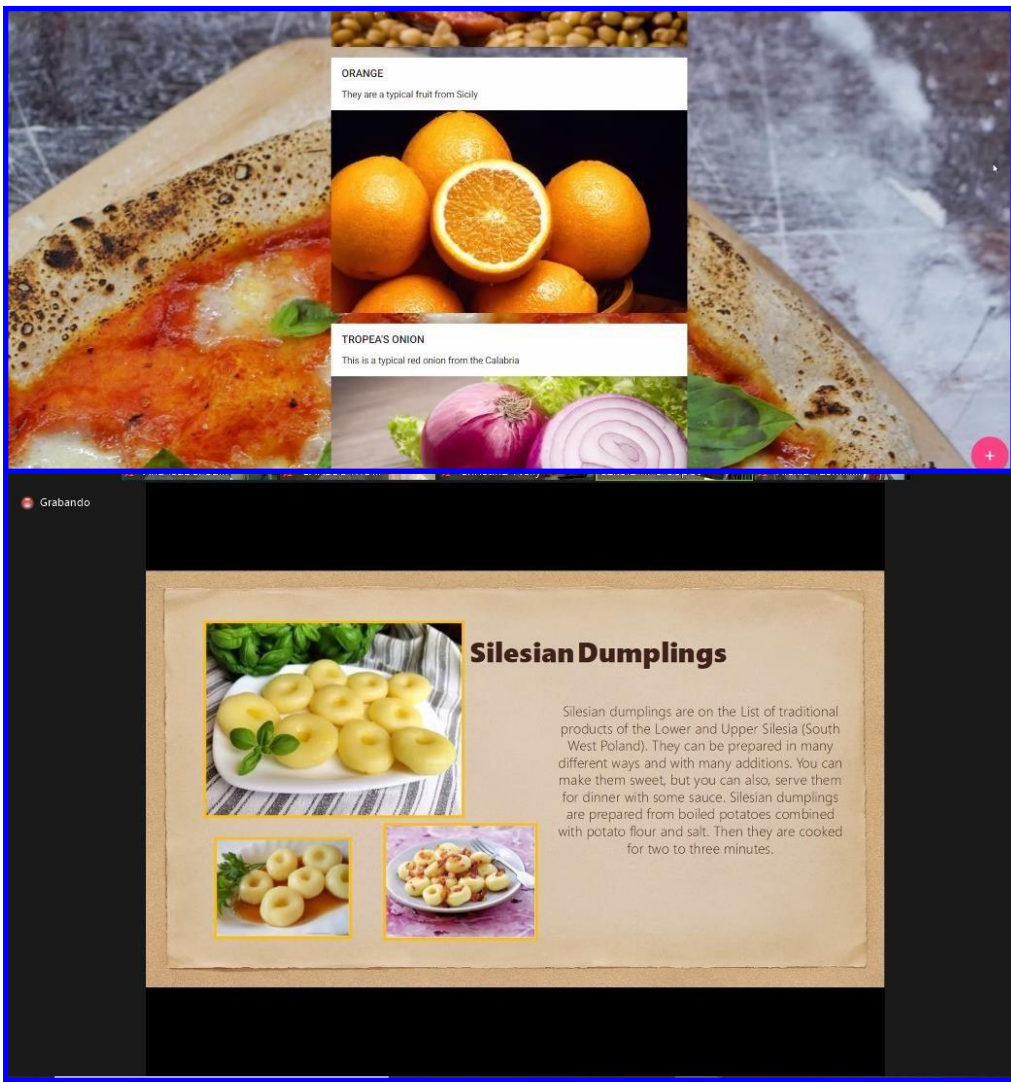 ORANGE
They are a typical fruit from Sicily
TROPEA'S ONION
This is a typical red onion from the Calabria
+
Grabando
Silesian Dumplings
Silesian dumplings are on the List of traditional
products of the Lower and Upper Silesia (South
West Poland). They can be prepared in many
different ways and with many additions. You can
make them sweet, but you can also, serve them
for dinner with some sauce. Silesian dumplings
are prepared from boiled potatoes combined
with potato flour and salt. Then they are cooked
for two to three minutes.